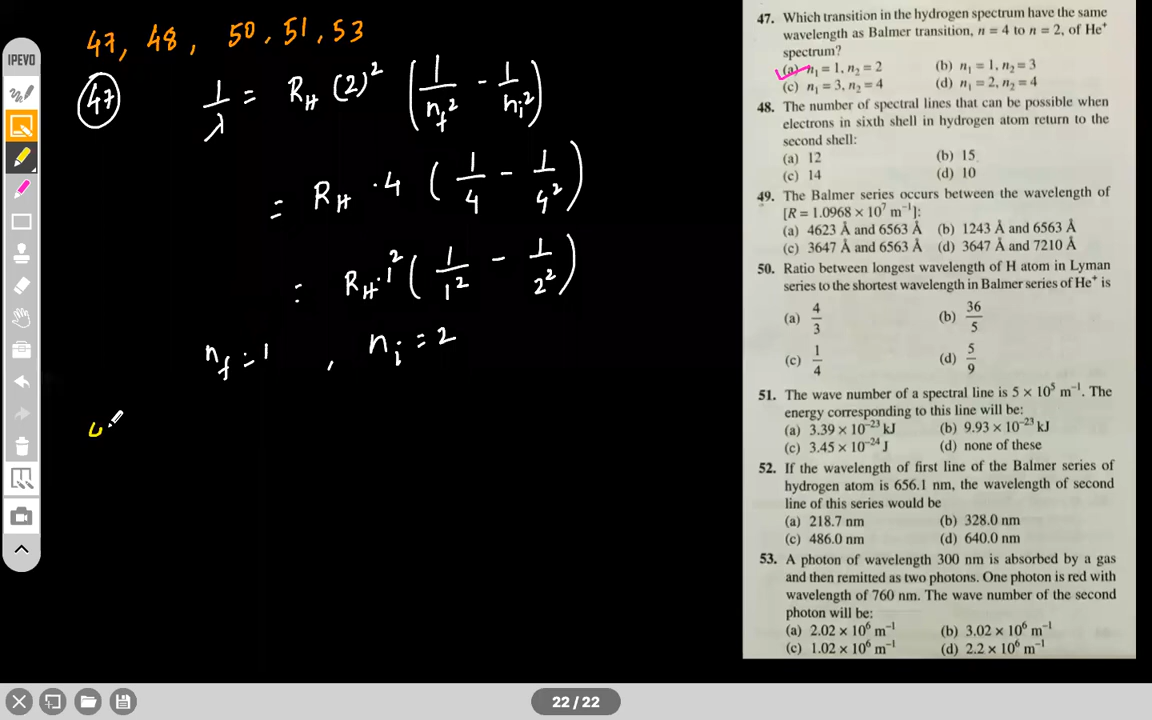 47, 48, 50, 51, 53
IPEVO
(47) 1/λ = R_H (2)² (1/n_f² - 1/n_i²)
= R_H · 4 (1/4 - 1/4²)
= R_H · 1² (1/1² - 1/2²)
n_f = 1 , n_i = 2
47. Which transition in the hydrogen spectrum have the same
wavelength as Balmer transition, n = 4 to n = 2, of He⁺
spectrum?
(a) n₁ = 1, n₂ = 2 (b) n₁ = 1, n₂ = 3
(c) n₁ = 3, n₂ = 4 (d) n₁ = 2, n₂ = 4
48. The number of spectral lines that can be possible when
electrons in sixth shell in hydrogen atom return to the
second shell:
(a) 12 (b) 15
(c) 14 (d) 10
49. The Balmer series occurs between the wavelength of
[R = 1.0968 × 10⁷ m⁻¹]:
(a) 4623 Å and 6563 Å (b) 1243 Å and 6563 Å
(c) 3647 Å and 6563 Å (d) 3647 Å and 7210 Å
50. Ratio between longest wavelength of H atom in Lyman
series to the shortest wavelength in Balmer series of He⁺ is
(a) 4/3 (b) 36/5
(c) 1/4 (d) 5/9
51. The wave number of a spectral line is 5 × 10⁵ m⁻¹. The
energy corresponding to this line will be:
(a) 3.39 × 10⁻²³ kJ (b) 9.93 × 10⁻²³ kJ
(c) 3.45 × 10⁻²⁴ J (d) none of these
52. If the wavelength of first line of the Balmer series of
hydrogen atom is 656.1 nm, the wavelength of second
line of this series would be
(a) 218.7 nm (b) 328.0 nm
(c) 486.0 nm (d) 640.0 nm
53. A photon of wavelength 300 nm is absorbed by a gas
and then remitted as two photons. One photon is red with
wavelength of 760 nm. The wave number of the second
photon will be:
(a) 2.02 × 10⁶ m⁻¹ (b) 3.02 × 10⁶ m⁻¹
(c) 1.02 × 10⁶ m⁻¹ (d) 2.2 × 10⁶ m⁻¹
22 / 22